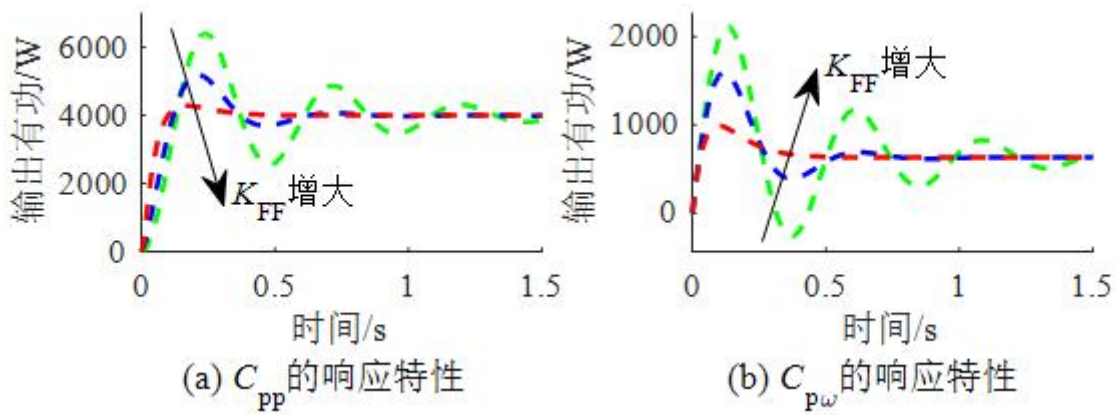 6000
4000
2000
0
输出有功/W
K_FF增大
0 0.5 1 1.5
时间/s
(a) C_pp的响应特性
2000
1000
0
输出有功/W
K_FF增大
0 0.5 1 1.5
时间/s
(b) C_pω的响应特性